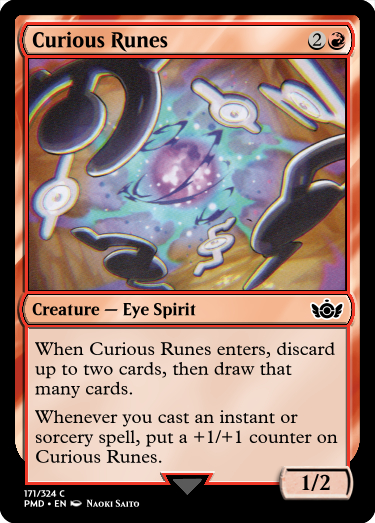 Curious Runes 2
Creature — Eye Spirit
When Curious Runes enters, discard
up to two cards, then draw that
many cards.
Whenever you cast an instant or
sorcery spell, put a +1/+1 counter on
Curious Runes.
1/2
171/324 C
PMD • EN Naoki Saito